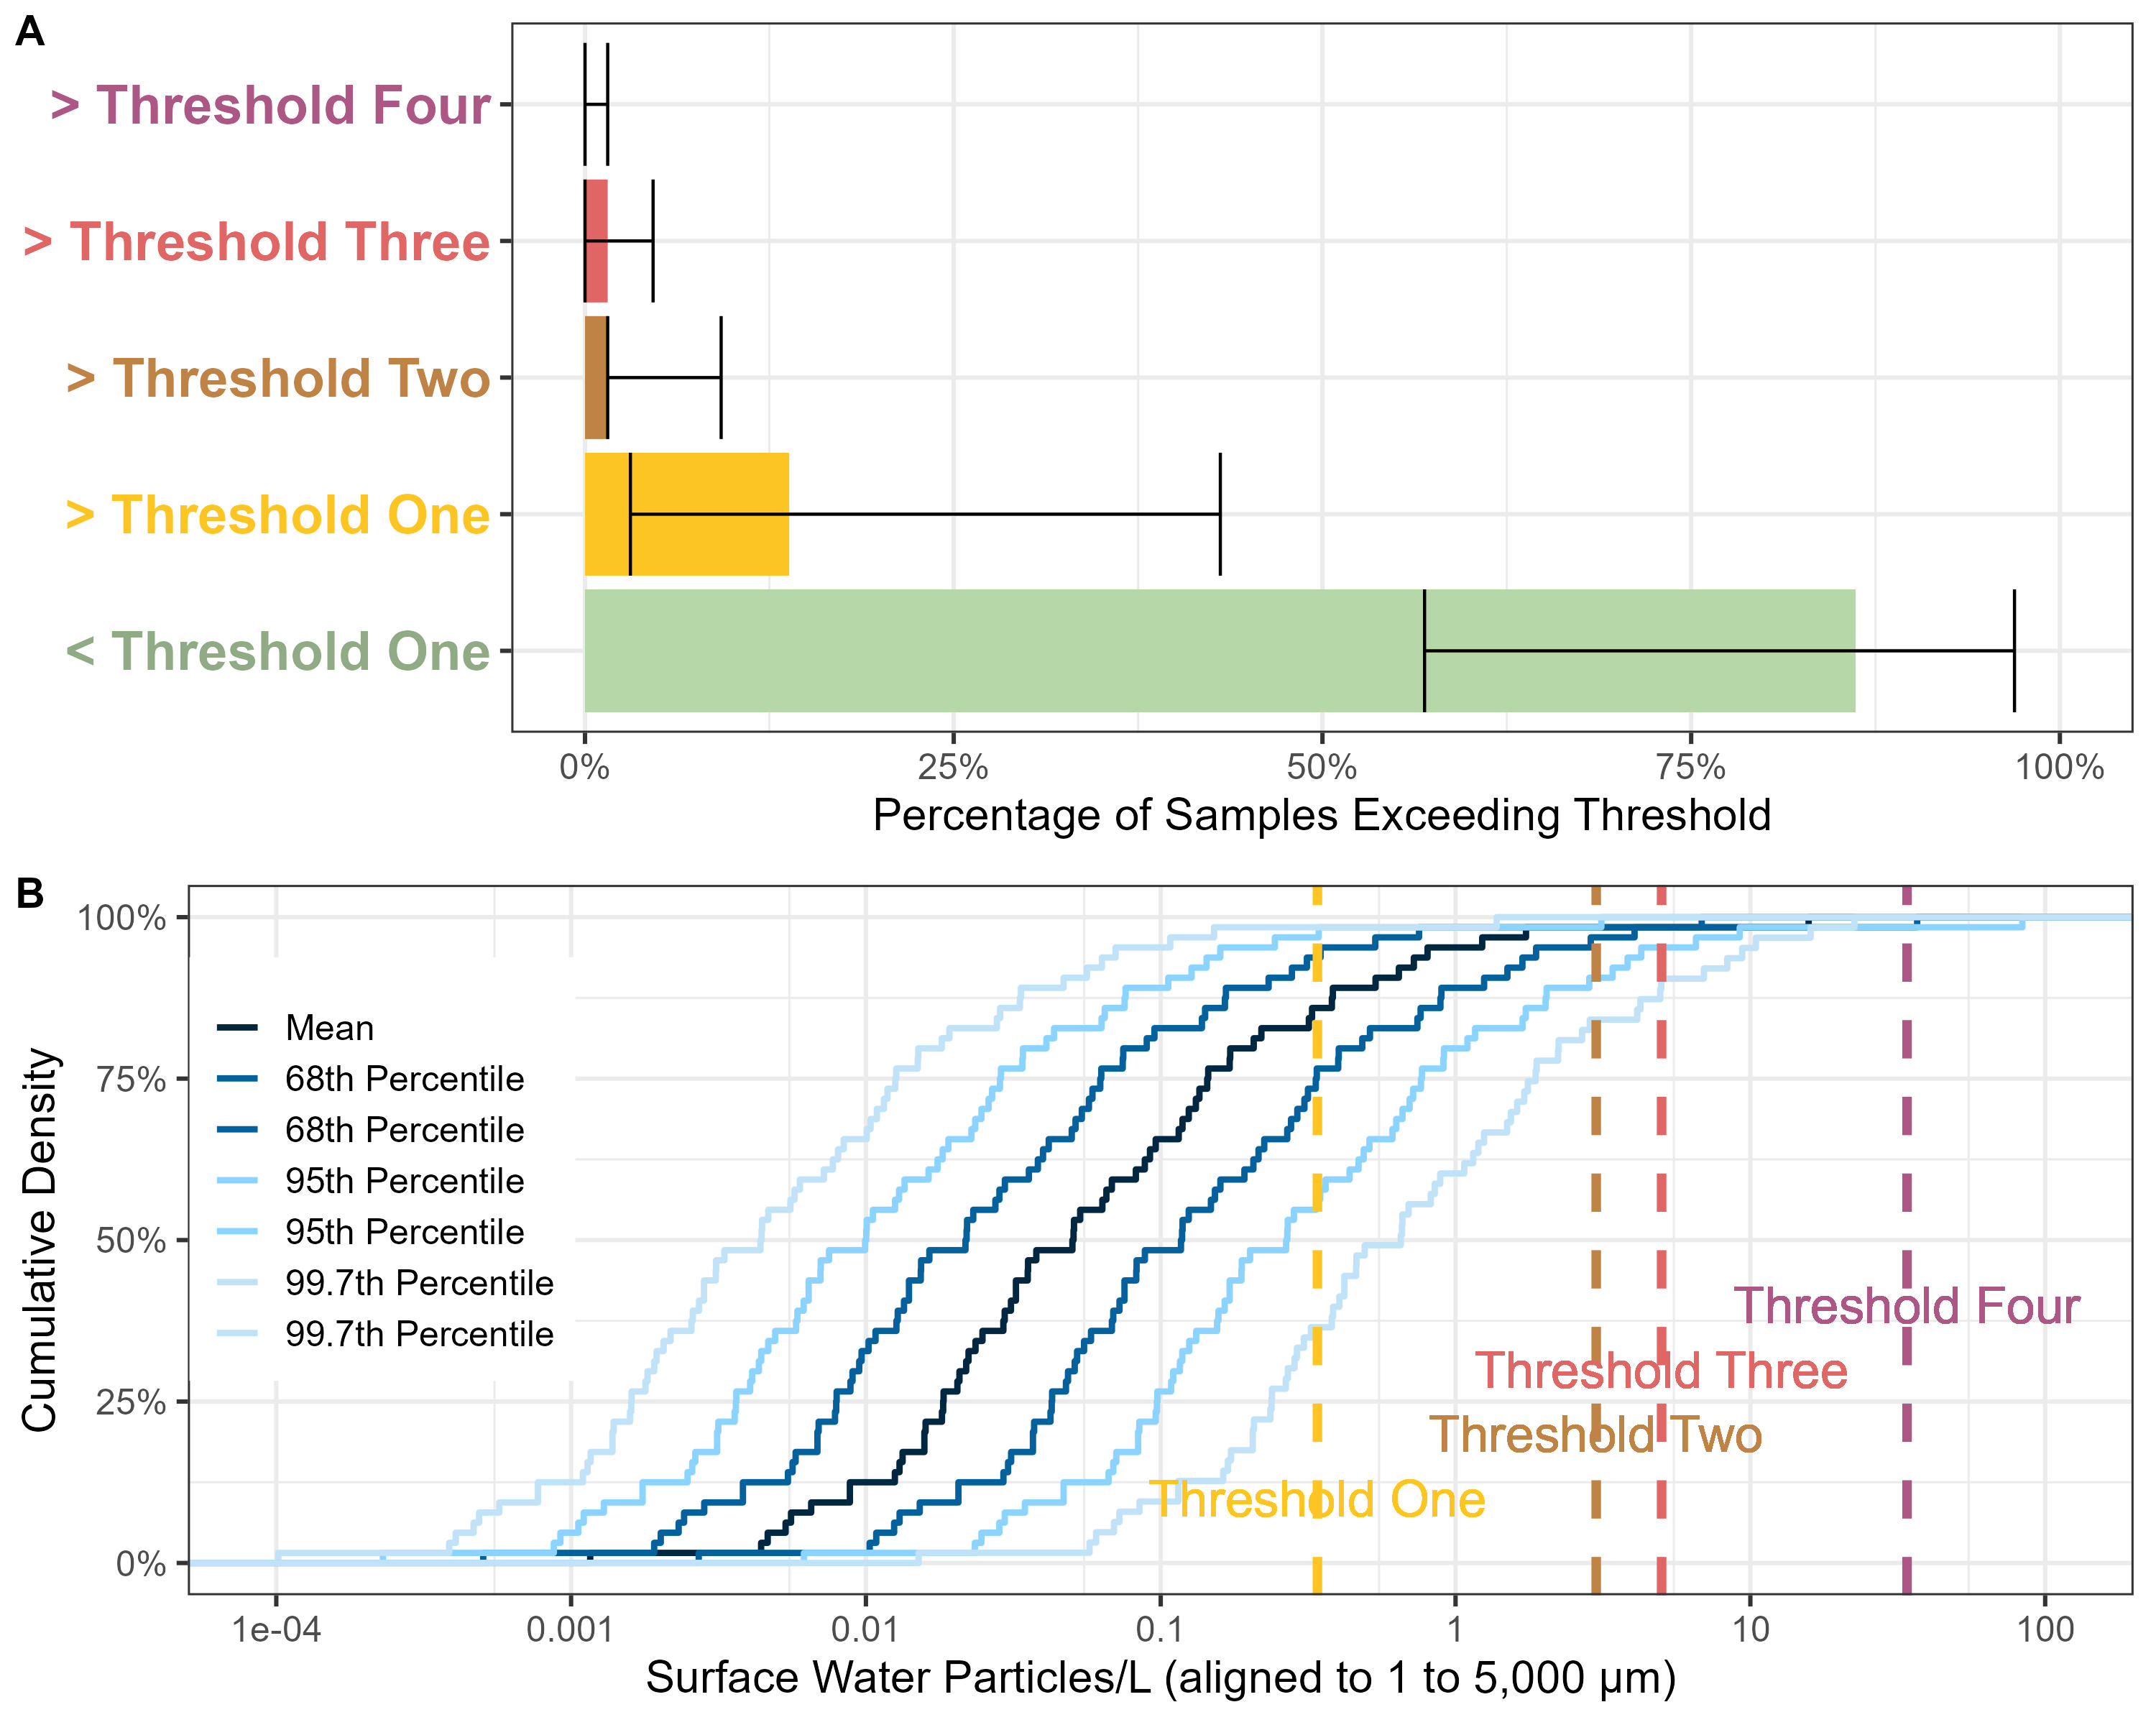 A
> Threshold Four
> Threshold Three
> Threshold Two
> Threshold One
< Threshold One
0% 25% 50% 75% 100%
Percentage of Samples Exceeding Threshold
B
Cumulative Density
100%
75%
50%
25%
0%
Mean
68th Percentile
68th Percentile
95th Percentile
95th Percentile
99.7th Percentile
99.7th Percentile
Threshold Four
Threshold Three
Threshold Two
Threshold One
1e-04 0.001 0.01 0.1 1 10 100
Surface Water Particles/L (aligned to 1 to 5,000 µm)